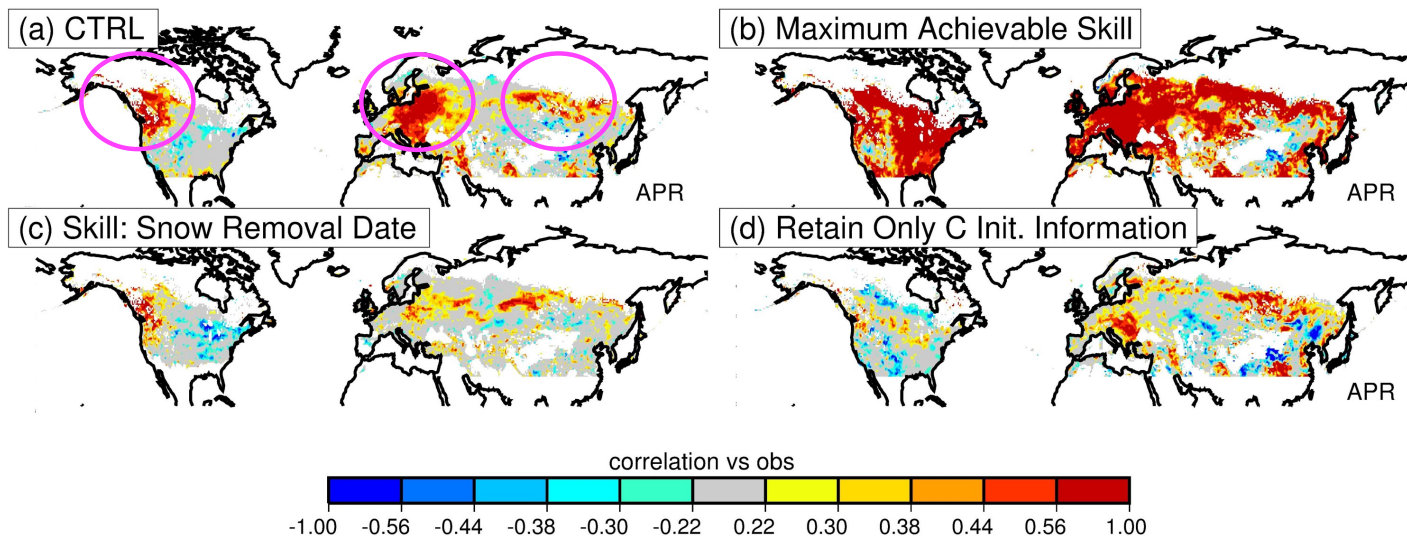 (a) CTRL
(b) Maximum Achievable Skill
APR
APR
(c) Skill: Snow Removal Date
(d) Retain Only C Init. Information
APR
correlation vs obs
-1.00 -0.56 -0.44 -0.38 -0.30 -0.22 0.22 0.30 0.38 0.44 0.56 1.00